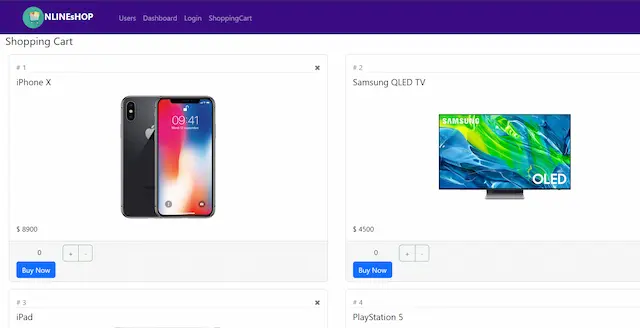 NLINEsHOP Users Dashboard Login ShoppingCart
Shopping Cart
# 1 ✖
iPhone X
09:41
$ 8900
0 + -
Buy Now
# 2
Samsung QLED TV
SAMSUNG
OLED
$ 4500
0 + -
Buy Now
# 3 ✖
iPad
# 4
PlayStation 5